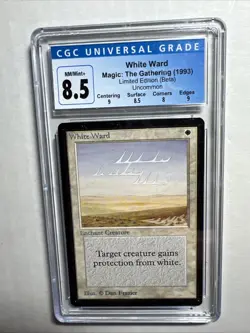 CGC UNIVERSAL GRADE
NM/Mint+
8.5
White Ward
Magic: The Gathering (1993)
Limited Edition (Beta)
Uncommon
Centering Surface Corners Edges
9 8.5 8 9
White Ward
Enchant Creature
Target creature gains
protection from white.
Illus. © Dan Frazier